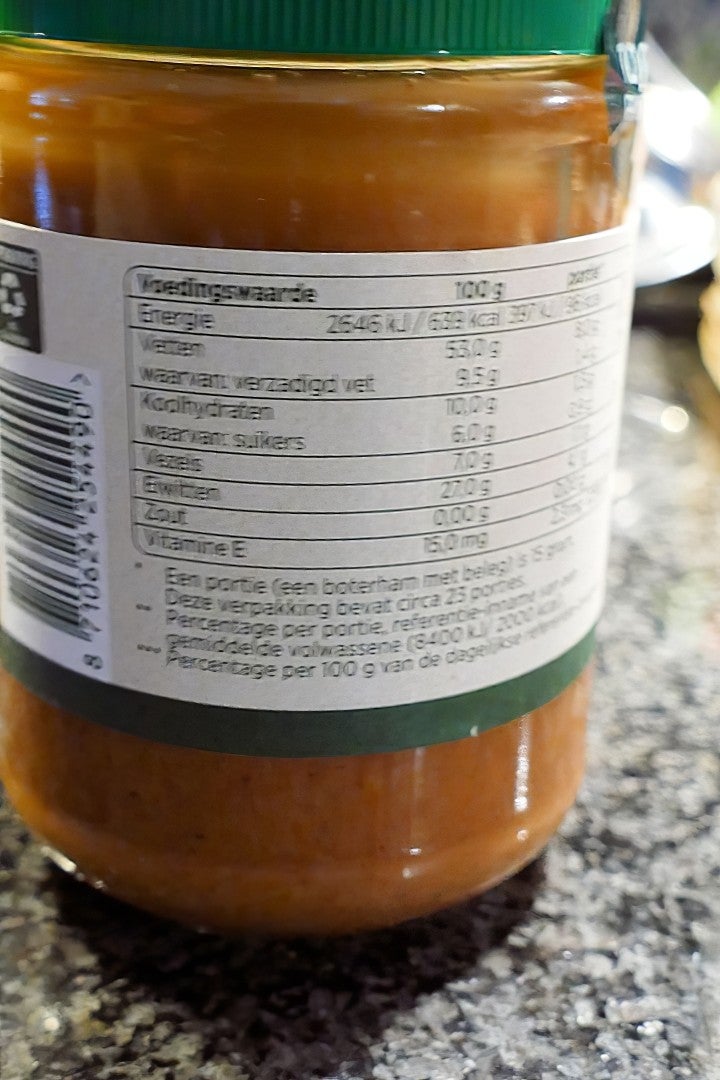 Voedingswaarde 100 g
Energie 2646 kJ / 639 kcal 397 kJ / 96
Vetten 53,0 g
waarvan: verzadigd vet 9,5 g
Koolhydraten 10,0 g
waarvan: suikers 6,0 g
Vezels 7,0 g
Eiwitten 27,0 g
Zout 0,00 g
Vitamine E 15,0 mg
* Een portie (een boterham met beleg) is 15 gram.
Deze verpakking bevat circa 23 porties.
** Percentage per portie, referentie-inname van een
gemiddelde volwassene (8400 kJ / 2000 kcal).
*** Percentage per 100 g van de dagelijkse